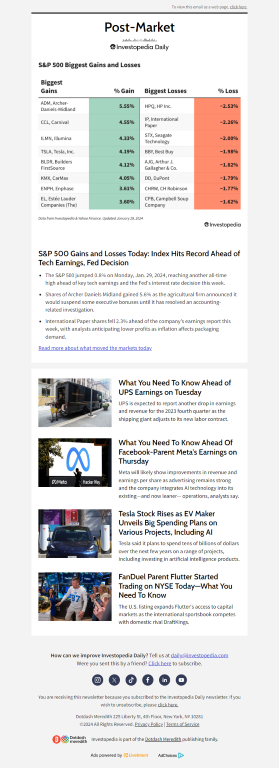 To view this email as a web page, click here.
Post-Market
Investopedia Daily
S&P 500 Biggest Gains and Losses
Biggest Gains % Gain Biggest Losses % Loss
ADM, Archer-Daniels-Midland 5.55% HPQ, HP Inc. −2.53%
CCL, Carnival 4.55% IP, International Paper −2.26%
ILMN, Illumina 4.33% STX, Seagate Technology −2.00%
TSLA, Tesla, Inc. 4.19% BBY, Best Buy −1.98%
BLDR, Builders FirstSource 4.12% AJG, Arthur J. Gallagher & Co. −1.82%
KMX, CarMax 4.05% DD, DuPont −1.79%
ENPH, Enphase 3.63% CHRW, CH Robinson −1.77%
EL, Estée Lauder Companies (The) 3.60% CPB, Campbell Soup Company −1.62%
Data from Investopedia & Yahoo Finance. Updated January 29, 2024
Investopedia
S&P 500 Gains and Losses Today: Index Hits Record Ahead of
Tech Earnings, Fed Decision
The S&P 500 jumped 0.8% on Monday, Jan. 29, 2024, reaching another all-time
high ahead of key tech earnings and the Fed's interest rate decision this week.
Shares of Archer Daniels Midland gained 5.6% as the agricultural firm announced it
would suspend some executive bonuses until it has resolved an accounting-
related investigation.
International Paper shares fell 2.3% ahead of the company's earnings report this
week, with analysts anticipating lower profits as inflation affects packaging
demand.
Read more about what moved the markets today
What You Need To Know Ahead of
UPS Earnings on Tuesday
UPS is expected to report another drop in earnings
and revenue for the 2023 fourth quarter as the
shipping giant adjusts to its new labor contract.
What You Need To Know Ahead Of
Facebook-Parent Meta's Earnings on
Thursday
Meta will likely show improvements in revenue and
earnings per share as advertising remains strong
and the company integrates AI technology into its
existing—and now leaner— operations, analysts say.
Meta
Tesla Stock Rises as EV Maker
Unveils Big Spending Plans on
Various Projects, Including AI
Tesla said it plans to spend tens of billions of dollars
over the next few years on a range of projects,
including investing in artificial intelligence products.
FanDuel Parent Flutter Started
Trading on NYSE Today—What You
Need To Know
The U.S. listing expands Flutter's access to capital
markets as the international sportsbook competes
with domestic rival DraftKings.
How can we improve Investopedia Daily? Tell us at daily@investopedia.com
Were you sent this by a friend? Click here to subscribe.
You are receiving this newsletter because you subscribed to the Investopedia Daily newsletter. If you
wish to unsubscribe, please click here.
Dotdash Meredith 225 Liberty St, 4th Floor, New York, NY 10281
©2024 All Rights Reserved. Privacy Policy | Terms of Service
Dotdash meredith Investopedia is part of the Dotdash Meredith publishing family.
Ads powered by LiveIntent AdChoices